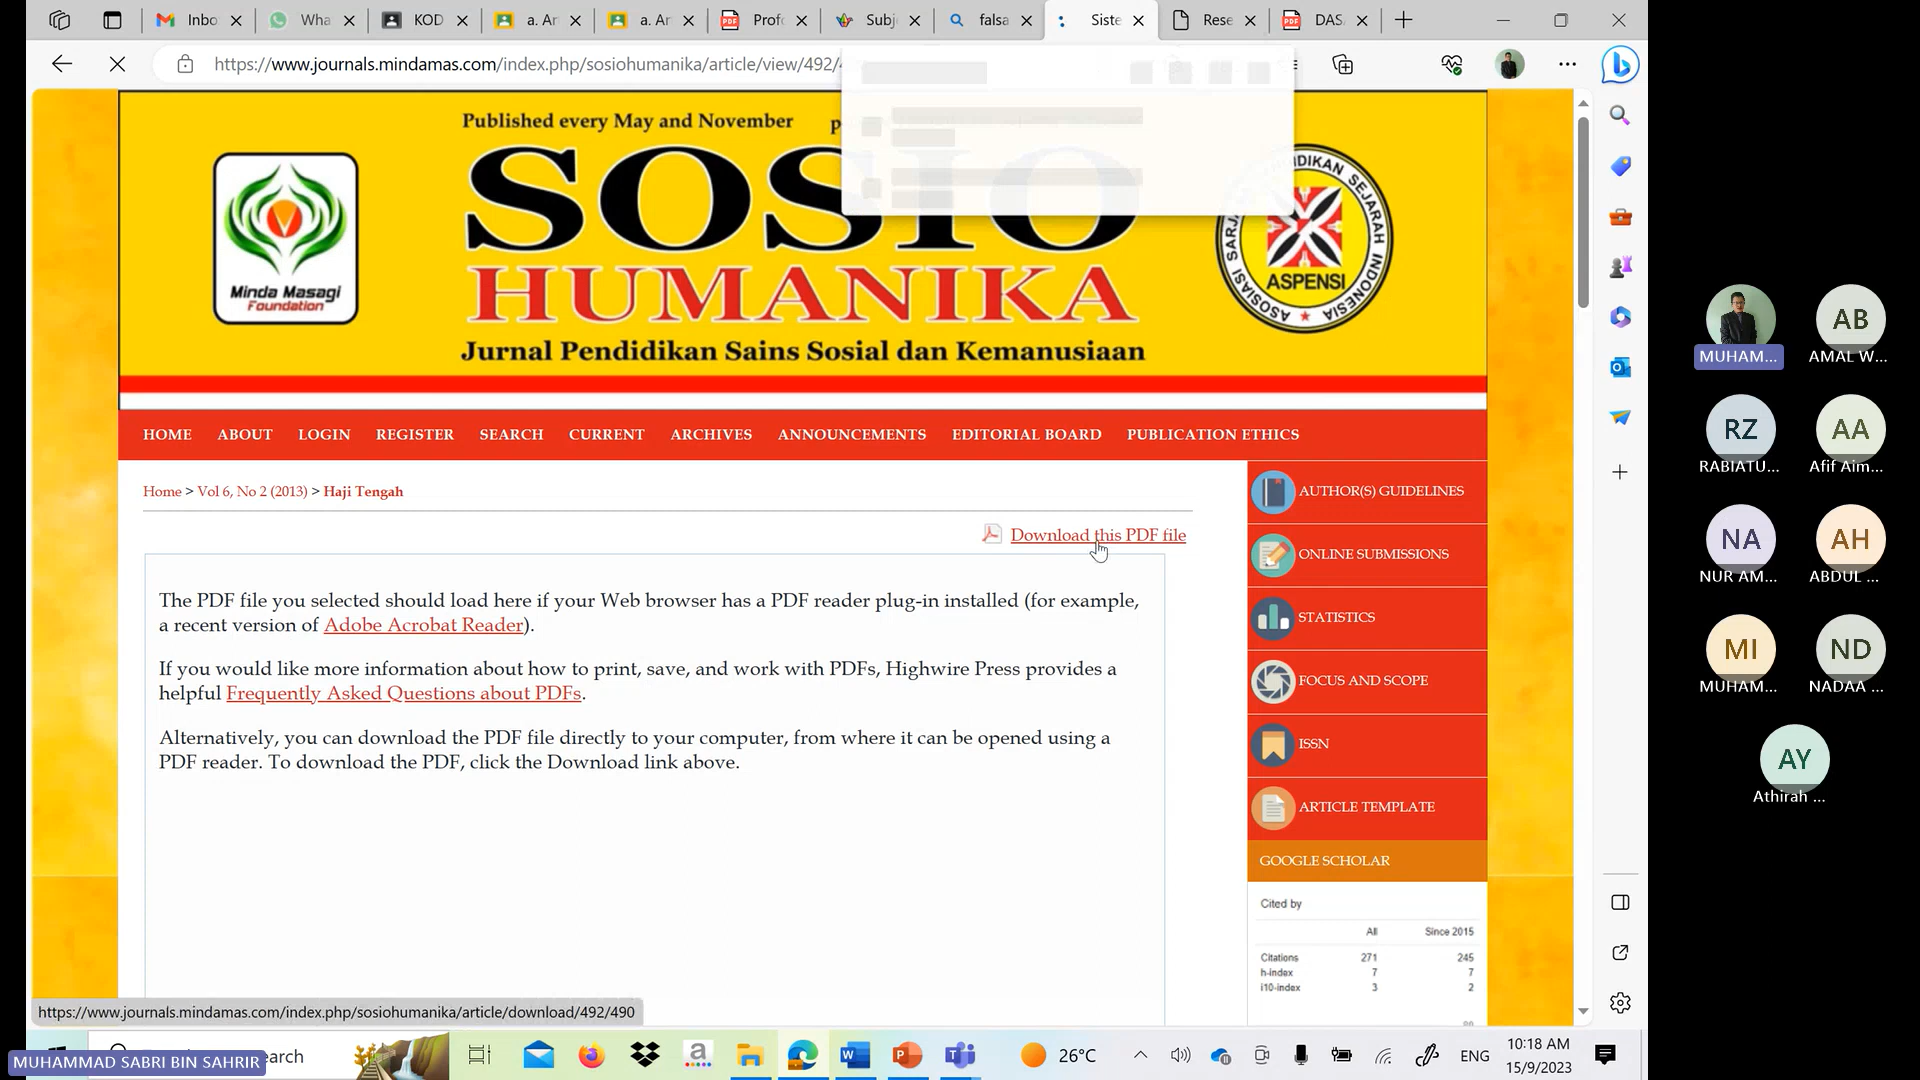 Inbo
Wha
KOD
a. Ar
a. Ar
Profo
Subj
falsa
Siste
Rese
DAS
https://www.journals.mindamas.com/index.php/sosiohumanika/article/view/492/
Published every May and November
SOSIO
HUMANIKA
Jurnal Pendidikan Sains Sosial dan Kemanusiaan
Minda Masagi
Foundation
ASPENSI
HOME ABOUT LOGIN REGISTER SEARCH CURRENT ARCHIVES ANNOUNCEMENTS EDITORIAL BOARD PUBLICATION ETHICS
Home > Vol 6, No 2 (2013) > Haji Tengah
Download this PDF file
The PDF file you selected should load here if your Web browser has a PDF reader plug-in installed (for example,
a recent version of Adobe Acrobat Reader).
If you would like more information about how to print, save, and work with PDFs, Highwire Press provides a
helpful Frequently Asked Questions about PDFs.
Alternatively, you can download the PDF file directly to your computer, from where it can be opened using a
PDF reader. To download the PDF, click the Download link above.
AUTHOR(S) GUIDELINES
ONLINE SUBMISSIONS
STATISTICS
FOCUS AND SCOPE
ISSN
ARTICLE TEMPLATE
GOOGLE SCHOLAR
Cited by
All Since 2015
Citations 271 245
h-index 7 7
i10-index 3 2
https://www.journals.mindamas.com/index.php/sosiohumanika/article/download/492/490
MUHAM...
AB
AMAL W...
RZ
RABIATU...
AA
Afif Aim...
NA
NUR AM...
AH
ABDUL ...
MI
MUHAM...
ND
NADAA ...
AY
Athirah ...
MUHAMMAD SABRI BIN SAHRIR
earch
26°C
ENG
10:18 AM
15/9/2023